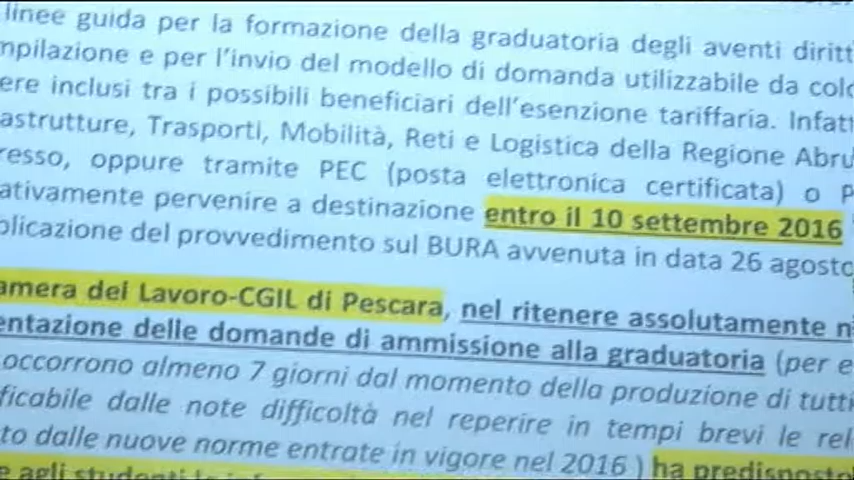 linee guida per la formazione della graduatoria degli aventi diritt
mpilazione e per l'invio del modello di domanda utilizzabile da colo
ere inclusi tra i possibili beneficiari dell'esenzione tariffaria. Infatt
astrutture, Trasporti, Mobilità, Reti e Logistica della Regione Abru
resso, oppure tramite PEC (posta elettronica certificata) o P
ativamente pervenire a destinazione entro il 10 settembre 2016
blicazione del provvedimento sul BURA avvenuta in data 26 agosto
amera del Lavoro-CGIL di Pescara, nel ritenere assolutamente n
entazione delle domande di ammissione alla graduatoria (per e
occorrono almeno 7 giorni dal momento della produzione di tutti
ficabile dalle note difficoltà nel reperire in tempi brevi le rel
to dalle nuove norme entrate in vigore nel 2016 ) ha predisposto
e agli studenti